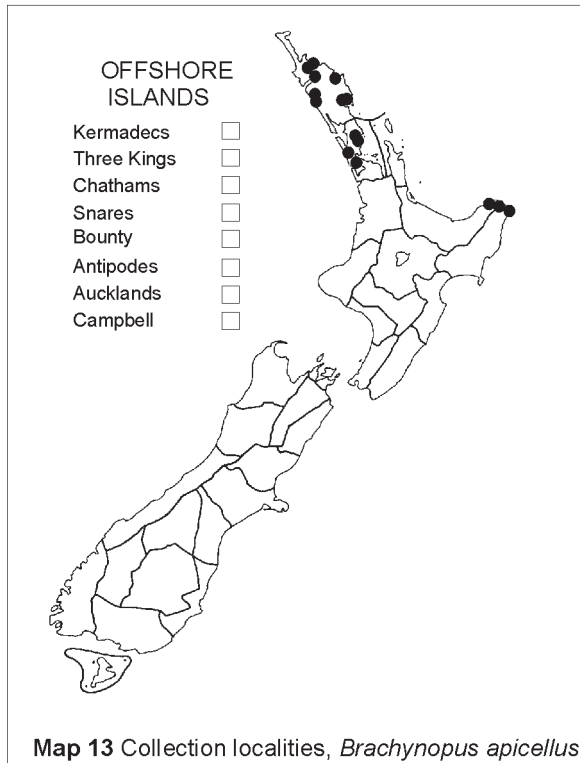 OFFSHORE
ISLANDS
Kermadecs
Three Kings
Chathams
Snares
Bounty
Antipodes
Aucklands
Campbell
Map 13 Collection localities, Brachynopus apicellus